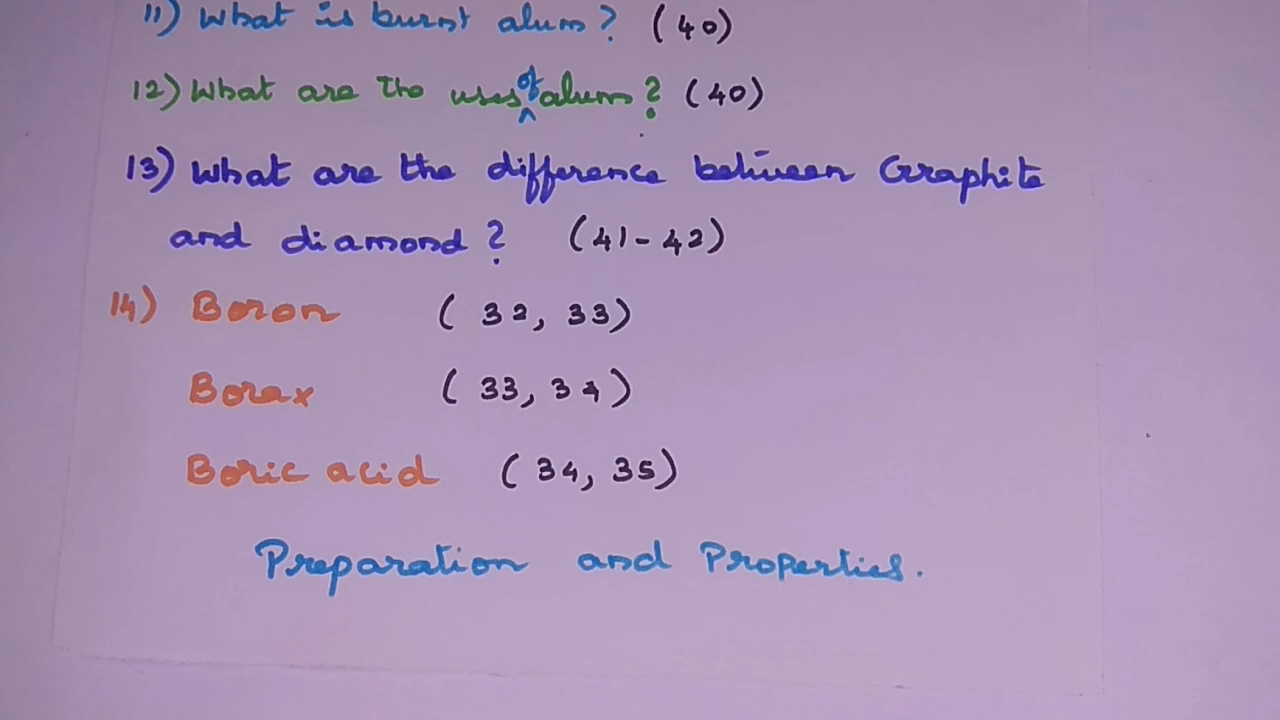 11) What is burnt alum? (40)
12) What are the uses of alum? (40)
13) What are the difference between Graphite
and diamond? (41-42)
14) Boron (32, 33)
Borax (33, 34)
Boric acid (34, 35)
Preparation and Properties.